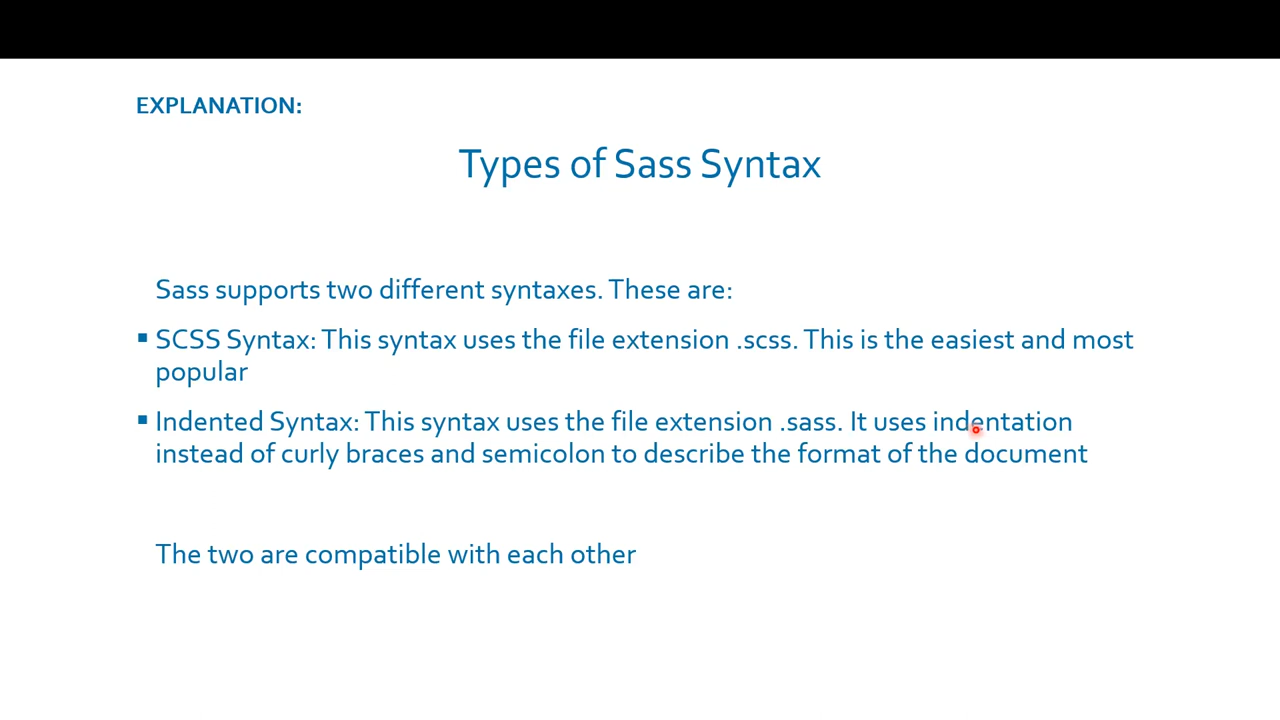 EXPLANATION:
Types of Sass Syntax
Sass supports two different syntaxes. These are:
▪ SCSS Syntax: This syntax uses the file extension .scss. This is the easiest and most
popular
▪ Indented Syntax: This syntax uses the file extension .sass. It uses indentation
instead of curly braces and semicolon to describe the format of the document
The two are compatible with each other